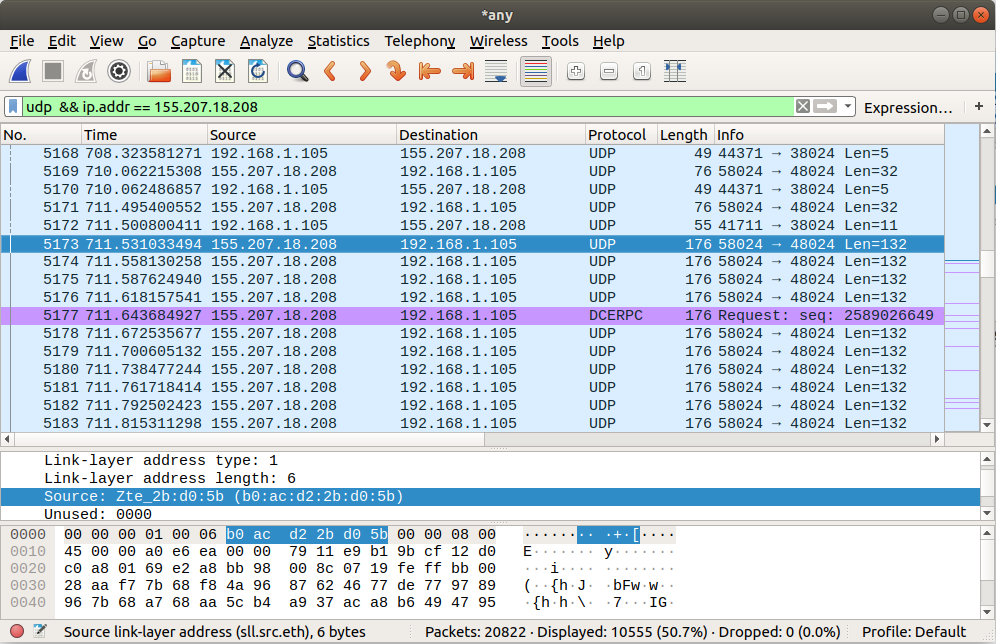 *any
File Edit View Go Capture Analyze Statistics Telephony Wireless Tools Help
udp && ip.addr == 155.207.18.208 Expression… +
No. Time Source Destination Protocol Length Info
5168 708.323581271 192.168.1.105 155.207.18.208 UDP 49 44371 → 38024 Len=5
5169 710.062215308 155.207.18.208 192.168.1.105 UDP 76 58024 → 48024 Len=32
5170 710.062486857 192.168.1.105 155.207.18.208 UDP 49 44371 → 38024 Len=5
5171 711.495400552 155.207.18.208 192.168.1.105 UDP 76 58024 → 48024 Len=32
5172 711.500800411 192.168.1.105 155.207.18.208 UDP 55 41711 → 38024 Len=11
5173 711.531033494 155.207.18.208 192.168.1.105 UDP 176 58024 → 48024 Len=132
5174 711.558130258 155.207.18.208 192.168.1.105 UDP 176 58024 → 48024 Len=132
5175 711.587624940 155.207.18.208 192.168.1.105 UDP 176 58024 → 48024 Len=132
5176 711.618157541 155.207.18.208 192.168.1.105 UDP 176 58024 → 48024 Len=132
5177 711.643684927 155.207.18.208 192.168.1.105 DCERPC 176 Request: seq: 2589026649
5178 711.672535677 155.207.18.208 192.168.1.105 UDP 176 58024 → 48024 Len=132
5179 711.700605132 155.207.18.208 192.168.1.105 UDP 176 58024 → 48024 Len=132
5180 711.738477244 155.207.18.208 192.168.1.105 UDP 176 58024 → 48024 Len=132
5181 711.761718414 155.207.18.208 192.168.1.105 UDP 176 58024 → 48024 Len=132
5182 711.792502423 155.207.18.208 192.168.1.105 UDP 176 58024 → 48024 Len=132
5183 711.815311298 155.207.18.208 192.168.1.105 UDP 176 58024 → 48024 Len=132
Link-layer address type: 1
Link-layer address length: 6
Source: Zte_2b:d0:5b (b0:ac:d2:2b:d0:5b)
Unused: 0000
0000 00 00 00 01 00 06 b0 ac d2 2b d0 5b 00 00 08 00 ········ ·+·[····
0010 45 00 00 a0 e6 ea 00 00 79 11 e9 b1 9b cf 12 d0 E······· y·······
0020 c0 a8 01 69 e2 a8 bb 98 00 8c 07 19 fe ff bb 00 ···i···· ········
0030 28 aa f7 7b 68 f8 4a 96 87 62 46 77 de 77 97 89 (··{h·J· ·bFw·w··
0040 96 7b 68 a7 68 aa 5c b4 a9 37 ac a8 b6 49 47 95 ·{h·h·\· ·7···IG·
Source link-layer address (sll.src.eth), 6 bytes Packets: 20822 · Displayed: 10555 (50.7%) · Dropped: 0 (0.0%) Profile: Default